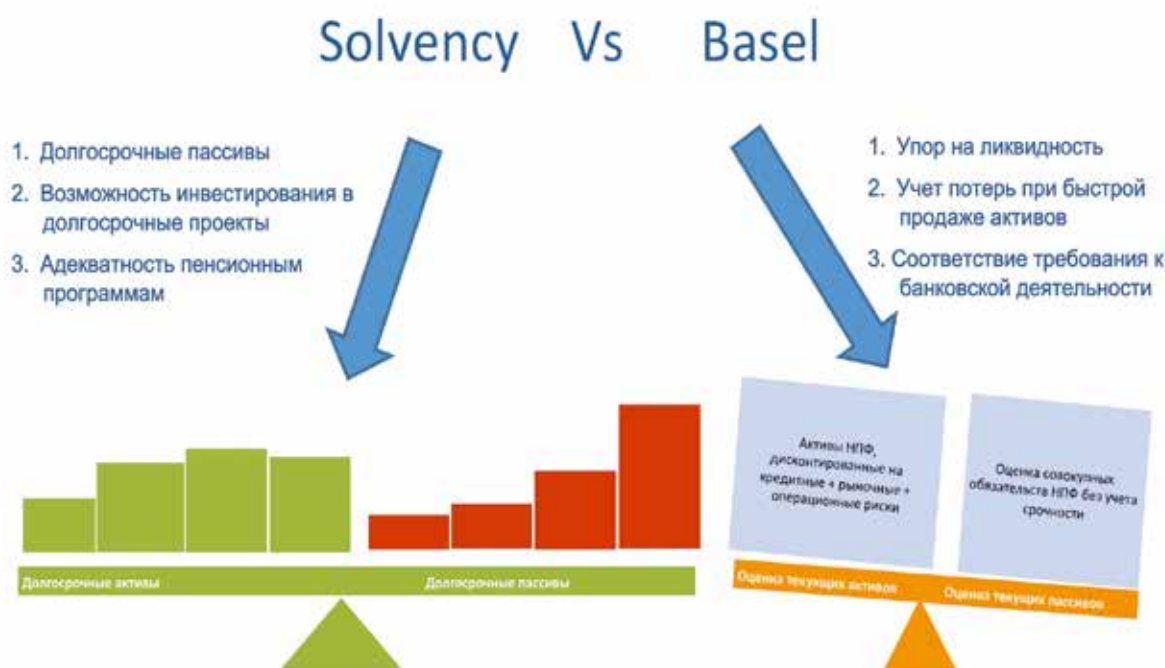 Solvency Vs Basel
1. Долгосрочные пассивы
2. Возможность инвестирования в
долгосрочные проекты
3. Адекватность пенсионным
программам
1. Упор на ликвидность
2. Учет потерь при быстрой
продаже активов
3. Соответствие требования к
банковской деятельности
Долгосрочные активы
Долгосрочные пассивы
Активы НПФ,
дисконтированные на
кредитные + рыночные +
операционные риски
Оценка совокупных
обязательств НПФ без учета
срочности
Оценка текущих активов
Оценка текущих пассивов